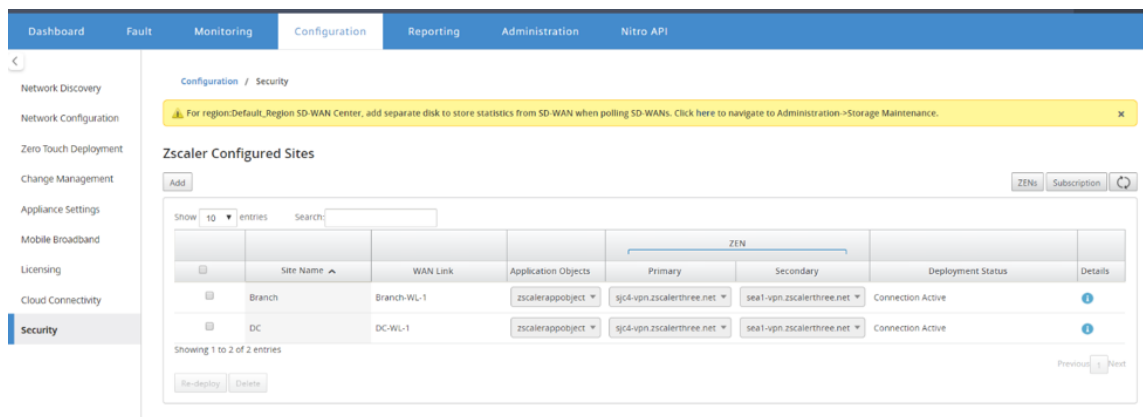 Dashboard Fault Monitoring Configuration Reporting Administration Nitro API
Network Discovery
Network Configuration
Zero Touch Deployment
Change Management
Appliance Settings
Mobile Broadband
Licensing
Cloud Connectivity
Security
Configuration / Security
For region:Default_Region SD-WAN Center, add separate disk to store statistics from SD-WAN when polling SD-WANs. Click here to navigate to Administration->Storage Maintenance. x
Zscaler Configured Sites
Add ZENs Subscription
Show 10 entries Search:
ZEN
Site Name WAN Link Application Objects Primary Secondary Deployment Status Details
Branch Branch-WL-1 zscalerappobject sjc4-vpn.zscalerthree.net sea1-vpn.zscalerthree.net Connection Active
DC DC-WL-1 zscalerappobject sjc4-vpn.zscalerthree.net sea1-vpn.zscalerthree.net Connection Active
Showing 1 to 2 of 2 entries
Previous 1 Next
Re-deploy Delete